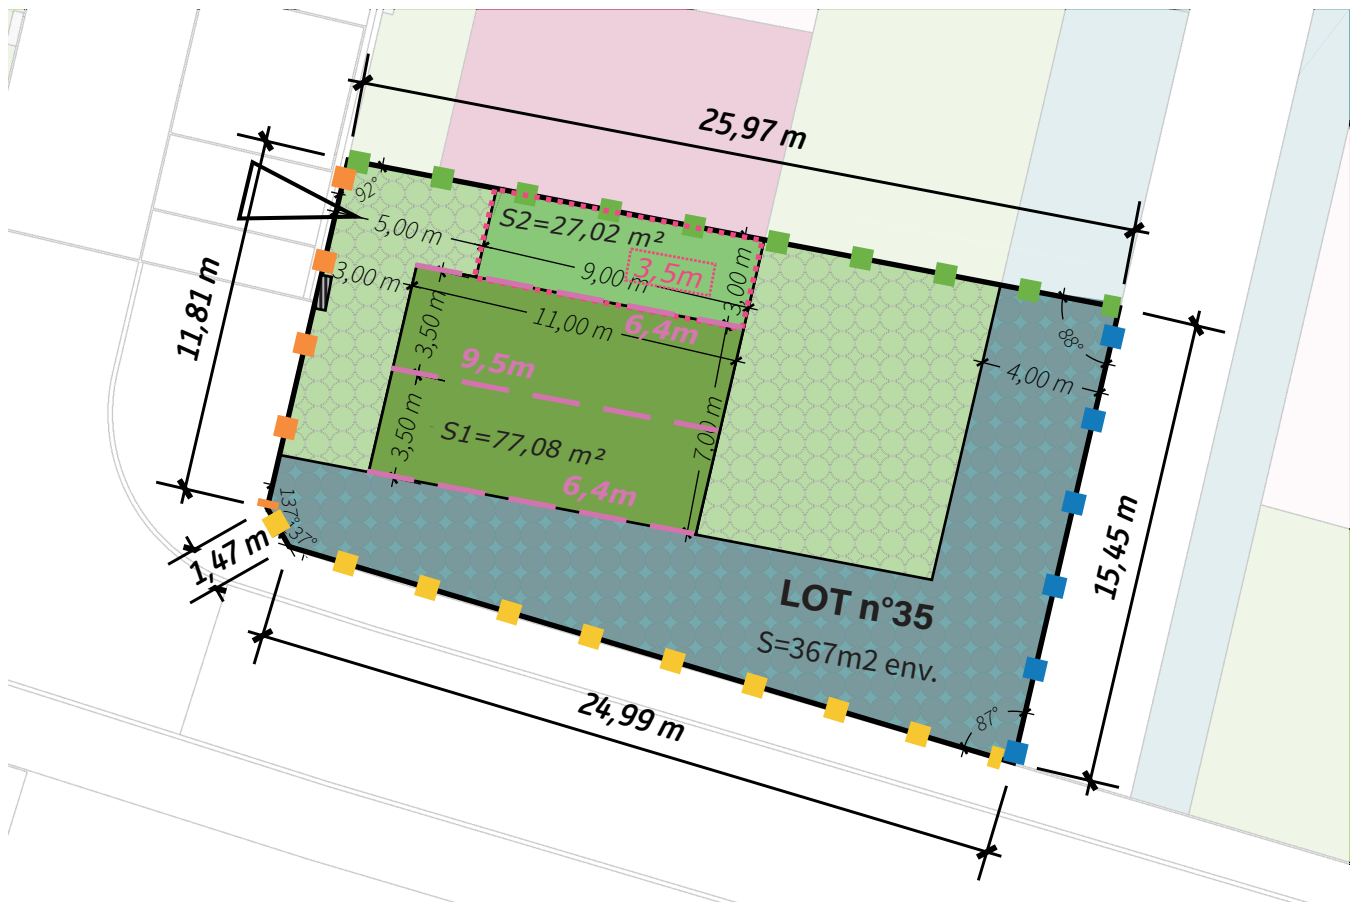 25,97 m
92°
5,00 m
S2=27,02 m²
3,5m
9,00 m
3,00 m
3,00 m
11,81 m
11,00 m
6,4m
3,50 m
9,5m
88°
4,00 m
3,50 m
S1=77,08 m²
7,00 m
6,4m
137°
137°
1,47 m
15,45 m
LOT n°35
S=367m2 env.
87°
24,99 m